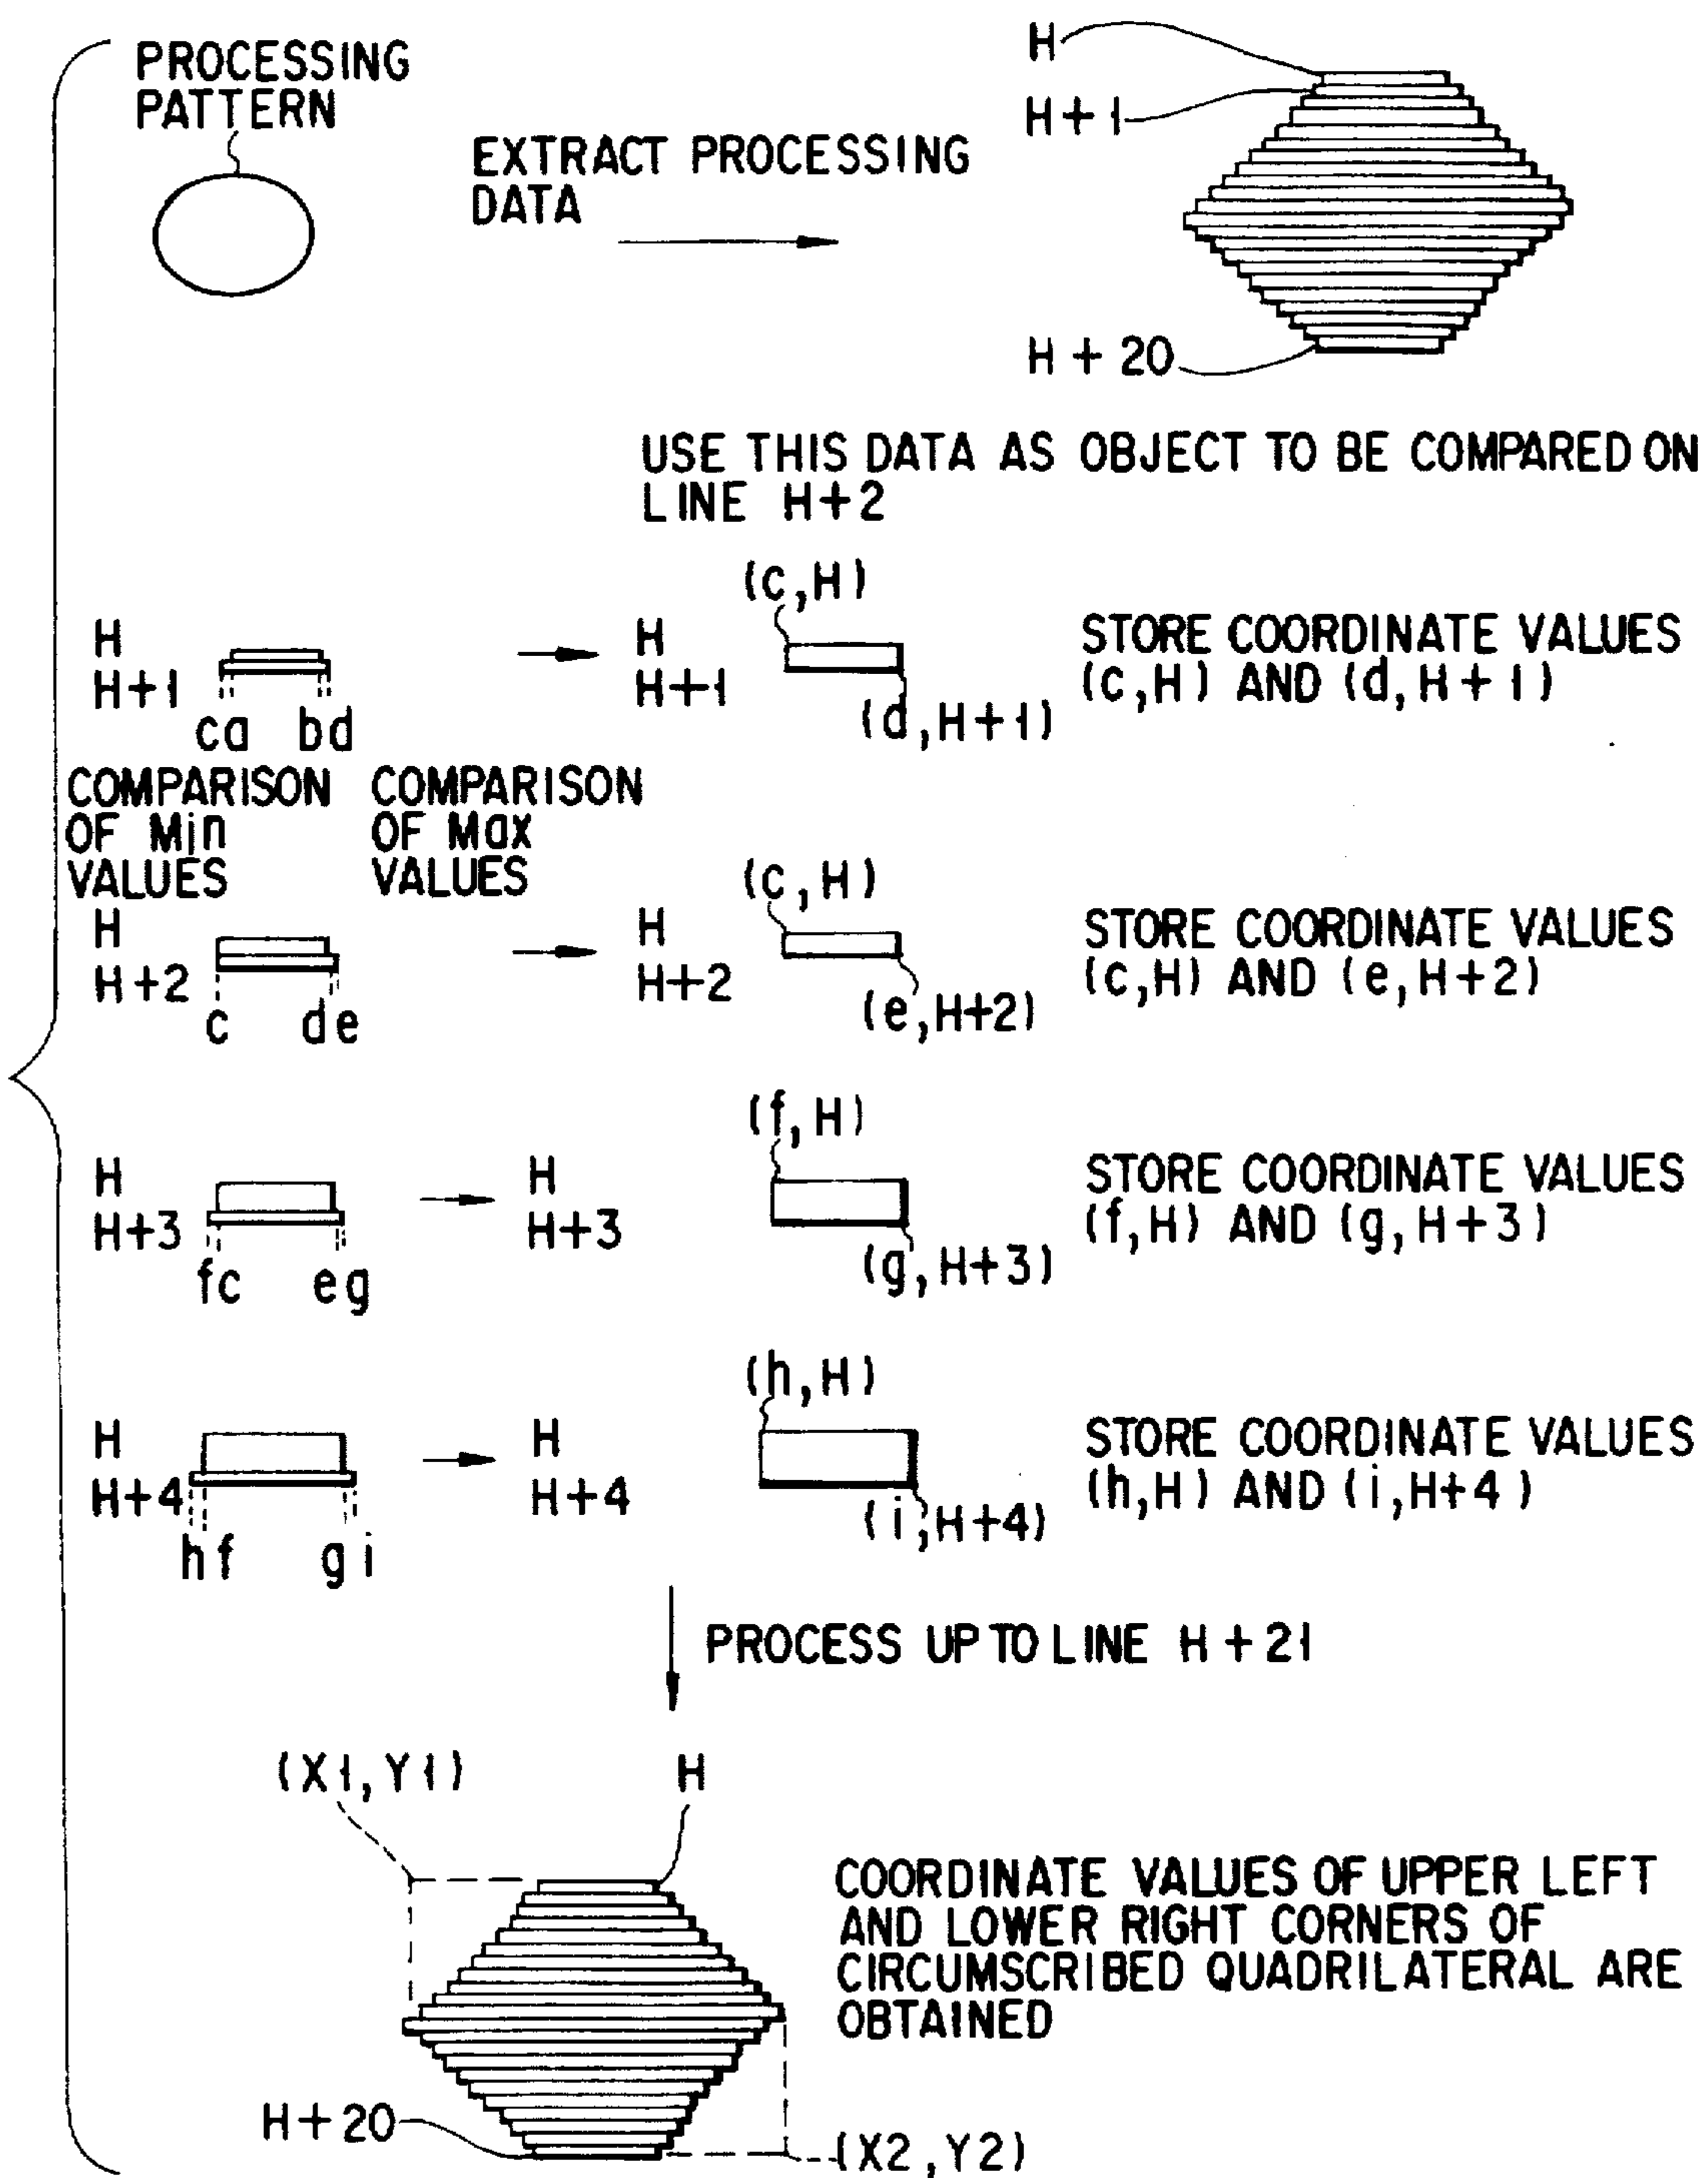 PROCESSING
PATTERN
EXTRACT PROCESSING
DATA
H
H+1
H + 20
USE THIS DATA AS OBJECT TO BE COMPARED ON
LINE H+2
H
H+1
ca bd
H
H+1
(c,H)
(d,H+1)
STORE COORDINATE VALUES
(c,H) AND (d,H+1)
COMPARISON
OF Min
VALUES
COMPARISON
OF Max
VALUES
H
H+2
c de
H
H+2
(c,H)
(e,H+2)
STORE COORDINATE VALUES
(c,H) AND (e,H+2)
H
H+3
fc eg
H
H+3
(f,H)
(g,H+3)
STORE COORDINATE VALUES
(f,H) AND (g,H+3)
H
H+4
hf gi
H
H+4
(h,H)
(i,H+4)
STORE COORDINATE VALUES
(h,H) AND (i,H+4)
PROCESS UP TO LINE H+21
(X1,Y1)
H
COORDINATE VALUES OF UPPER LEFT
AND LOWER RIGHT CORNERS OF
CIRCUMSCRIBED QUADRILATERAL ARE
OBTAINED
H+20
(X2,Y2)